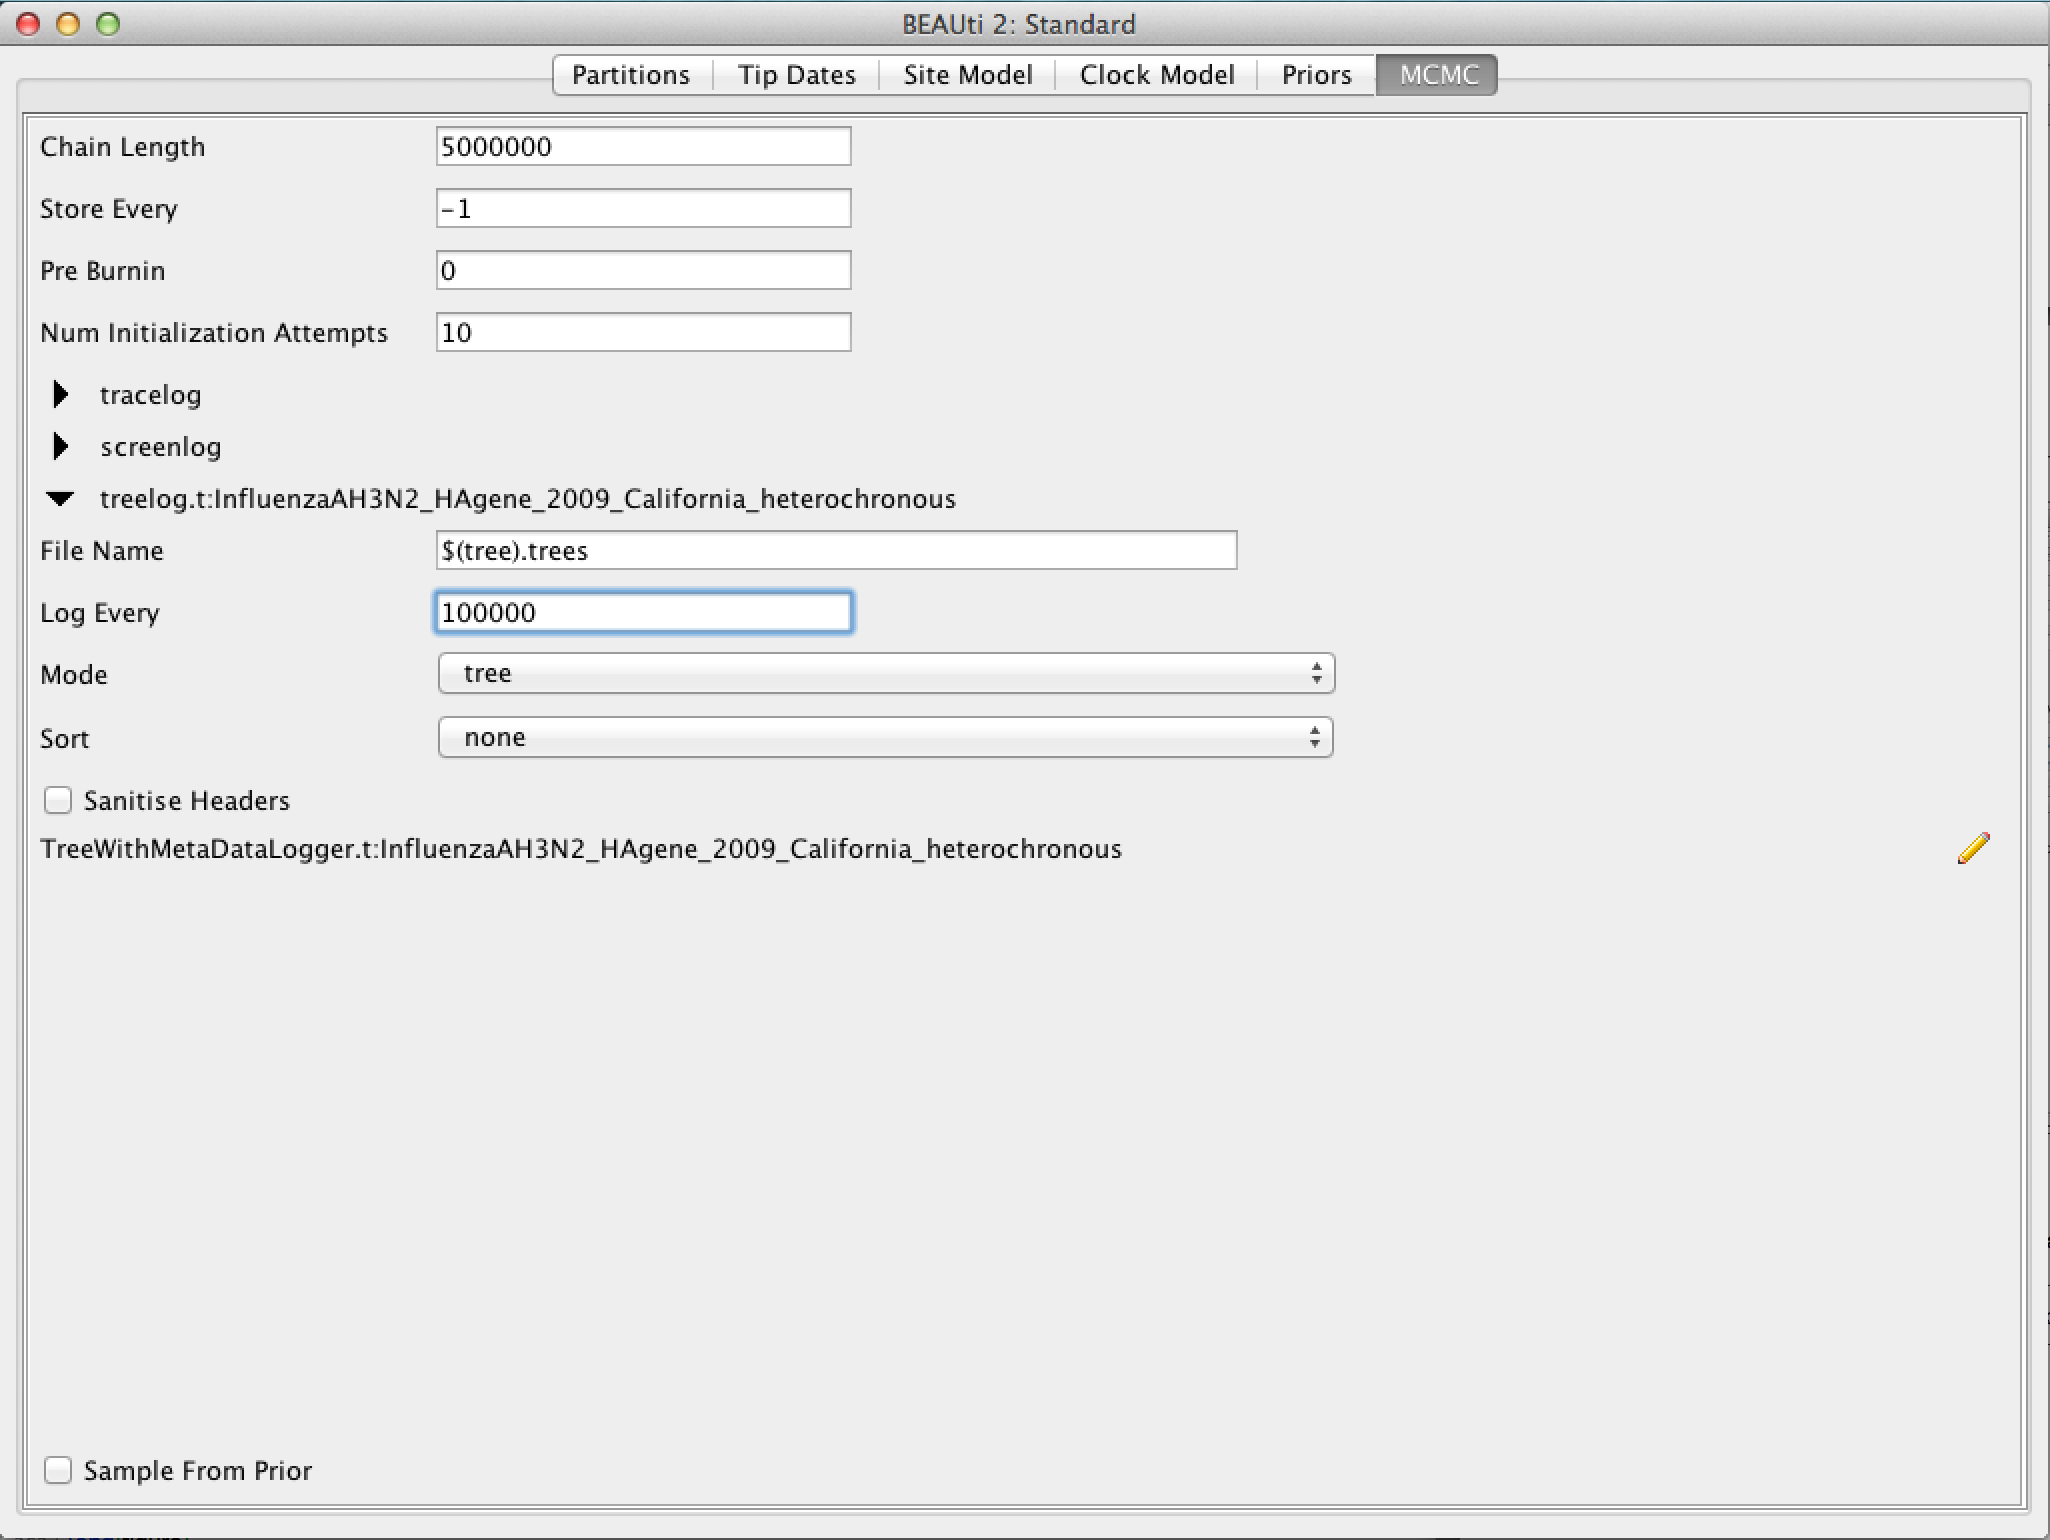 BEAUti 2: Standard
Partitions Tip Dates Site Model Clock Model Priors MCMC
Chain Length 5000000
Store Every -1
Pre Burnin 0
Num Initialization Attempts 10
tracelog
screenlog
treelog.t:InfluenzaAH3N2_HAgene_2009_California_heterochronous
File Name $(tree).trees
Log Every 100000
Mode tree
Sort none
Sanitise Headers
TreeWithMetaDataLogger.t:InfluenzaAH3N2_HAgene_2009_California_heterochronous
Sample From Prior